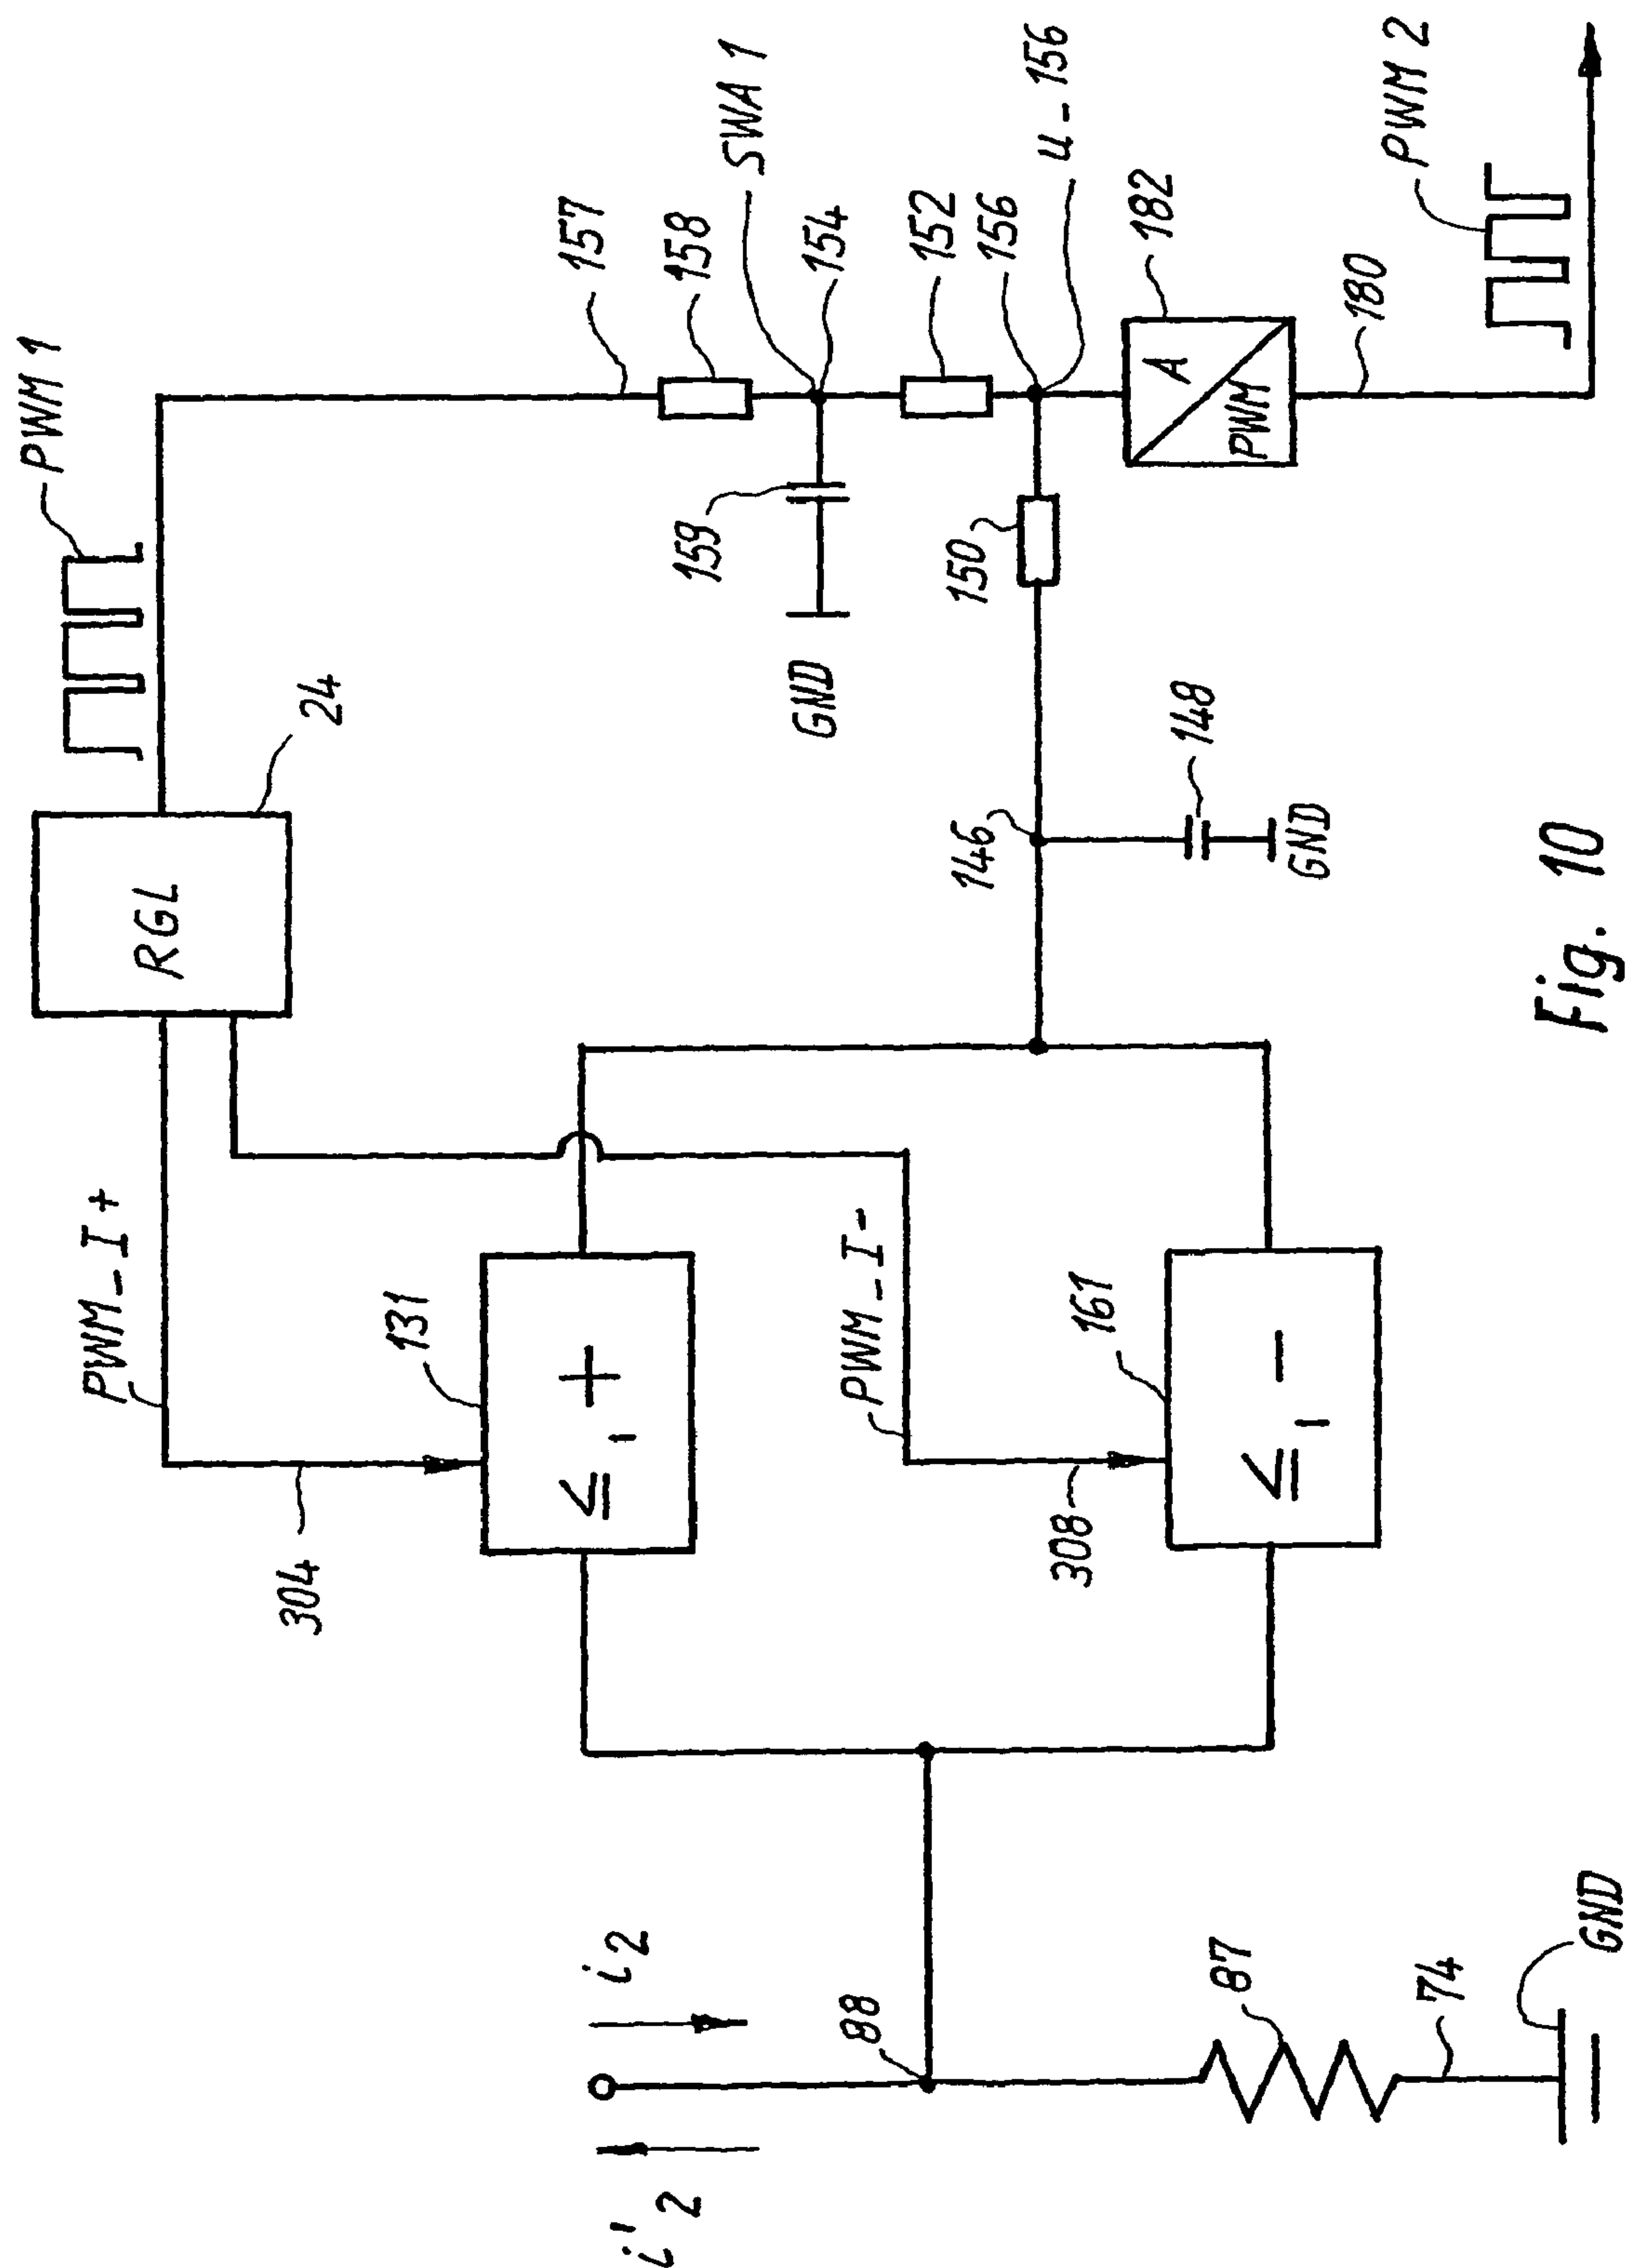 PWM 1
RGL
24
PWM_I+
304
131
≤ I +
PWM_I-
308
161
≤ I -
157
158
SWA 1
154
159
GND
152
156
u_156
150
146
148
GND
A
PWM
182
180
PWM 2
i2
i'2
88
87
74
GND
Fig. 10